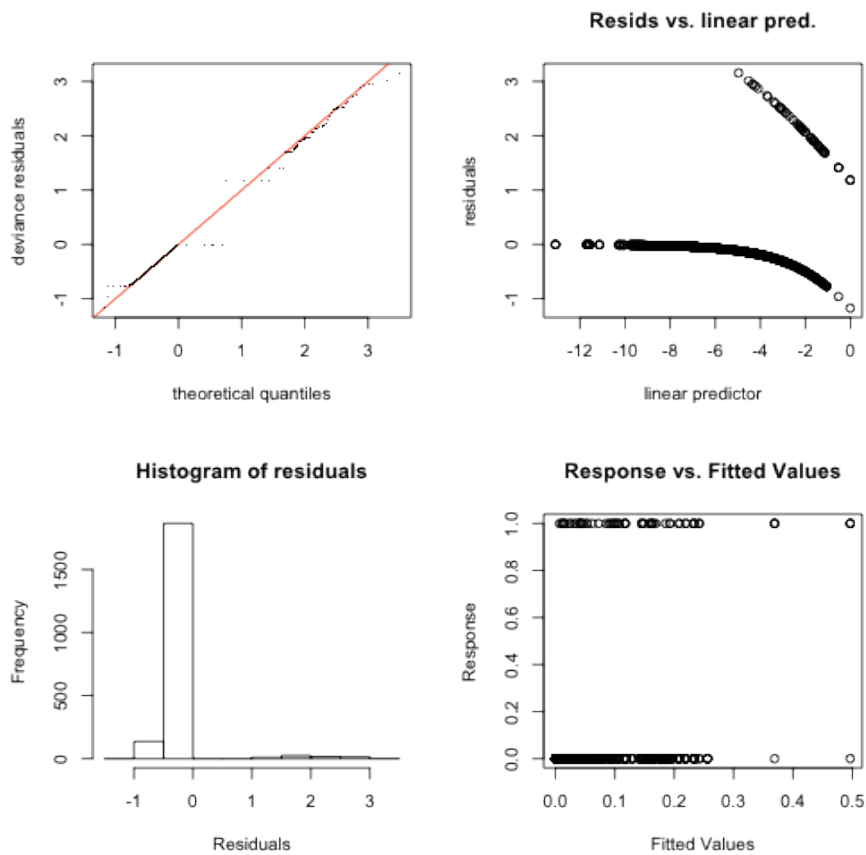 Resids vs. linear pred.
deviance residuals
3
2
1
0
-1
-1 0 1 2 3
theoretical quantiles
residuals
3
2
1
0
-1
-12 -10 -8 -6 -4 -2 0
linear predictor
Histogram of residuals
Frequency
1500
500
0
-1 0 1 2 3
Residuals
Response vs. Fitted Values
Response
1.0
0.8
0.6
0.4
0.2
0.0
0.0 0.1 0.2 0.3 0.4 0.5
Fitted Values